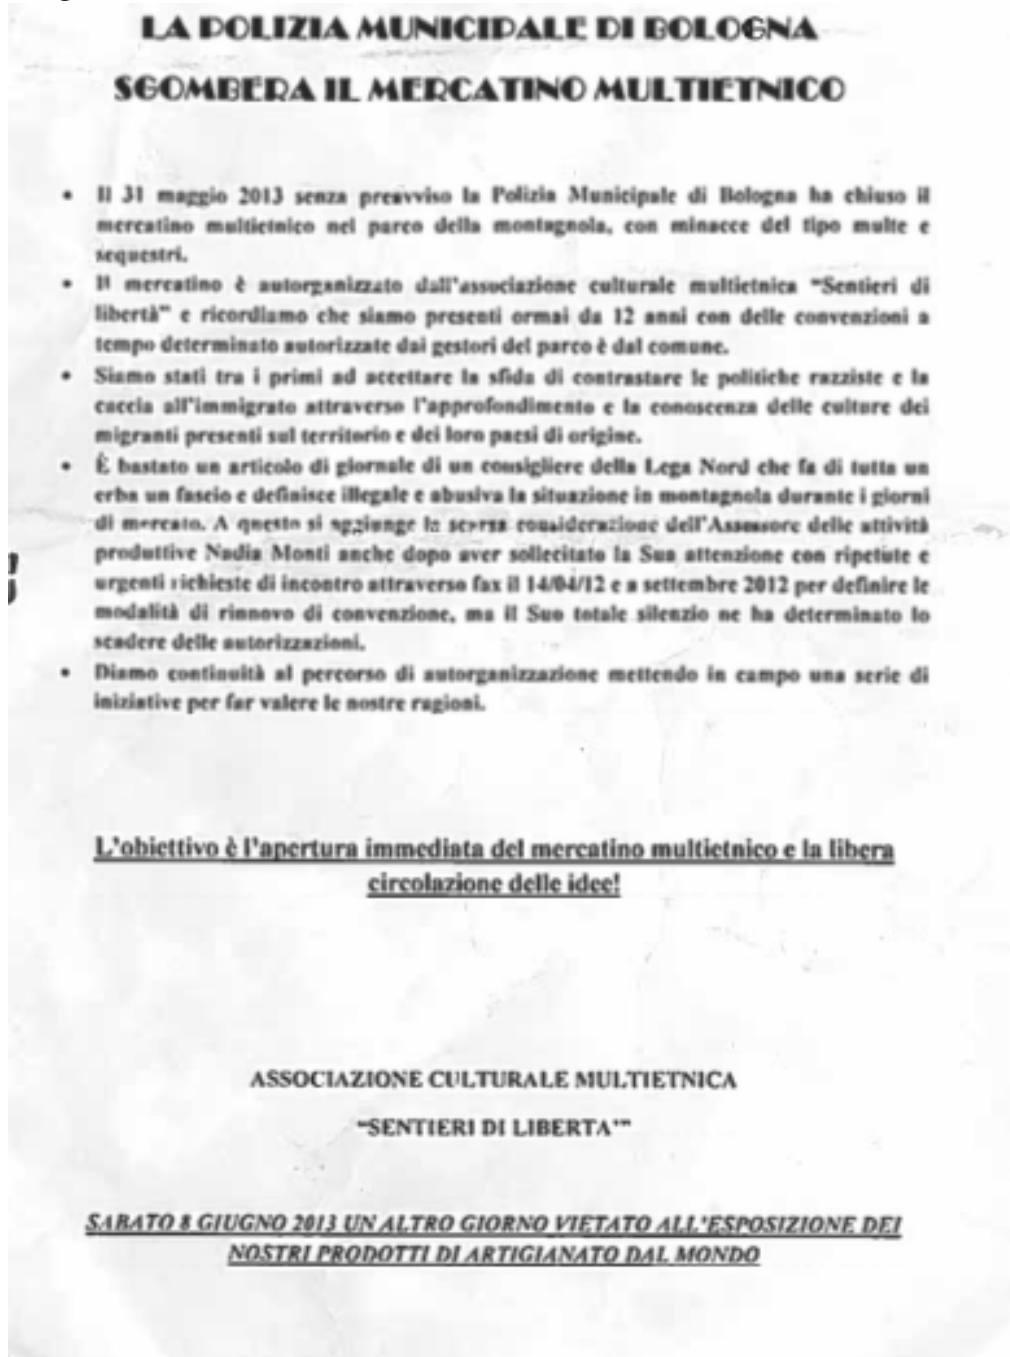 LA POLIZIA MUNICIPALE DI BOLOGNA
SGOMBERA IL MERCATINO MULTIETNICO
• Il 31 maggio 2013 senza preavviso la Polizia Municipale di Bologna ha chiuso il
mercatino multietnico nel parco della montagnola, con minacce del tipo multe e
sequestri.
• Il mercatino è autorganizzato dall'associazione culturale multietnica "Sentieri di
libertà" e ricordiamo che siamo presenti ormai da 12 anni con delle convenzioni a
tempo determinato autorizzate dai gestori del parco è dal comune.
• Siamo stati tra i primi ad accettare la sfida di contrastare le politiche razziste e la
caccia all'immigrato attraverso l'approfondimento e la conoscenza delle culture dei
migranti presenti sul territorio e dei loro paesi di origine.
• È bastato un articolo di giornale di un consigliere della Lega Nord che fa di tutta un
erba un fascio e definisce illegale e abusiva la situazione in montagnola durante i giorni
di mercato. A questo si aggiunge la scarsa considerazione dell'Assessore delle attività
produttive Nadia Monti anche dopo aver sollecitato la Sua attenzione con ripetute e
urgenti richieste di incontro attraverso fax il 14/04/12 e a settembre 2012 per definire le
modalità di rinnovo di convenzione, ma il Suo totale silenzio ne ha determinato lo
scadere delle autorizzazioni.
• Diamo continuità al percorso di autorganizzazione mettendo in campo una serie di
iniziative per far valere le nostre ragioni.
L'obiettivo è l'apertura immediata del mercatino multietnico e la libera
circolazione delle idee!
ASSOCIAZIONE CULTURALE MULTIETNICA
"SENTIERI DI LIBERTA'"
SABATO 8 GIUGNO 2013 UN ALTRO GIORNO VIETATO ALL'ESPOSIZIONE DEI
NOSTRI PRODOTTI DI ARTIGIANATO DAL MONDO